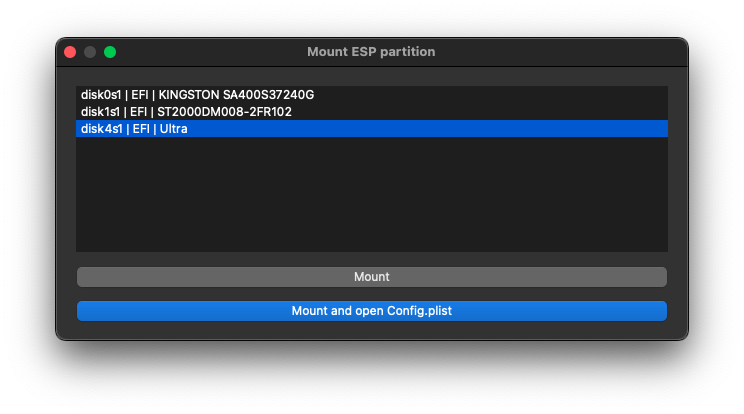 Mount ESP partition
disk0s1 | EFI | KINGSTON SA400S37240G
disk1s1 | EFI | ST2000DM008-2FR102
disk4s1 | EFI | Ultra
Mount
Mount and open Config.plist